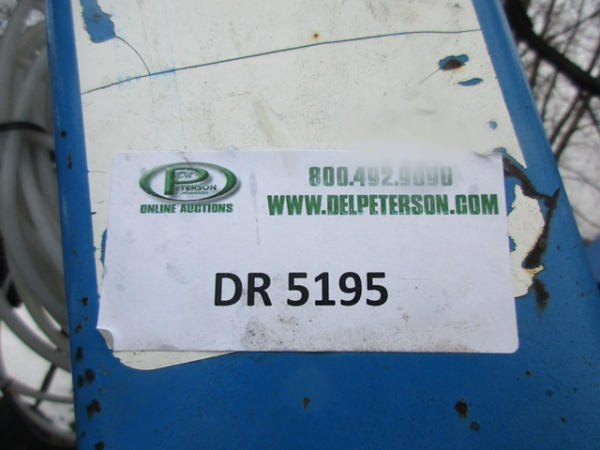 Peterson
ONLINE AUCTIONS
800.492.9090
WWW.DELPETERSON.COM
DR 5195